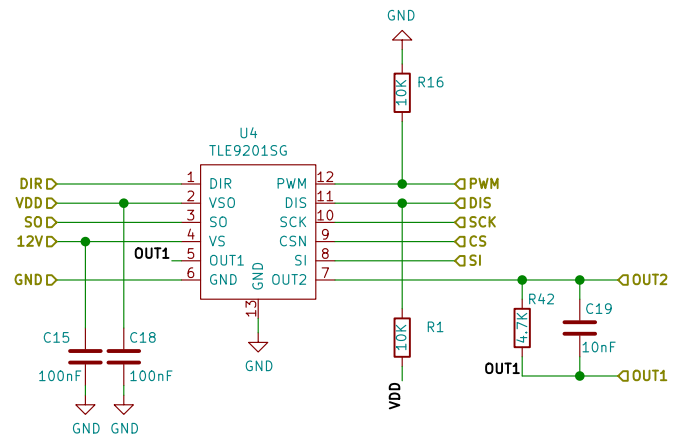 GND
R16
10K
U4
TLE9201SG
DIR 1 DIR PWM 12 PWM
VDD 2 VSO DIS 11 DIS
SO 3 SO SCK 10 SCK
12V 4 VS CSN 9 CS
OUT1 5 OUT1 SI 8 SI
GND 6 GND GND OUT2 7 OUT2
13
R42
4.7K
C19
10nF
C15
100nF
C18
100nF
R1
10K
GND
OUT1 OUT1
VDD
GND GND